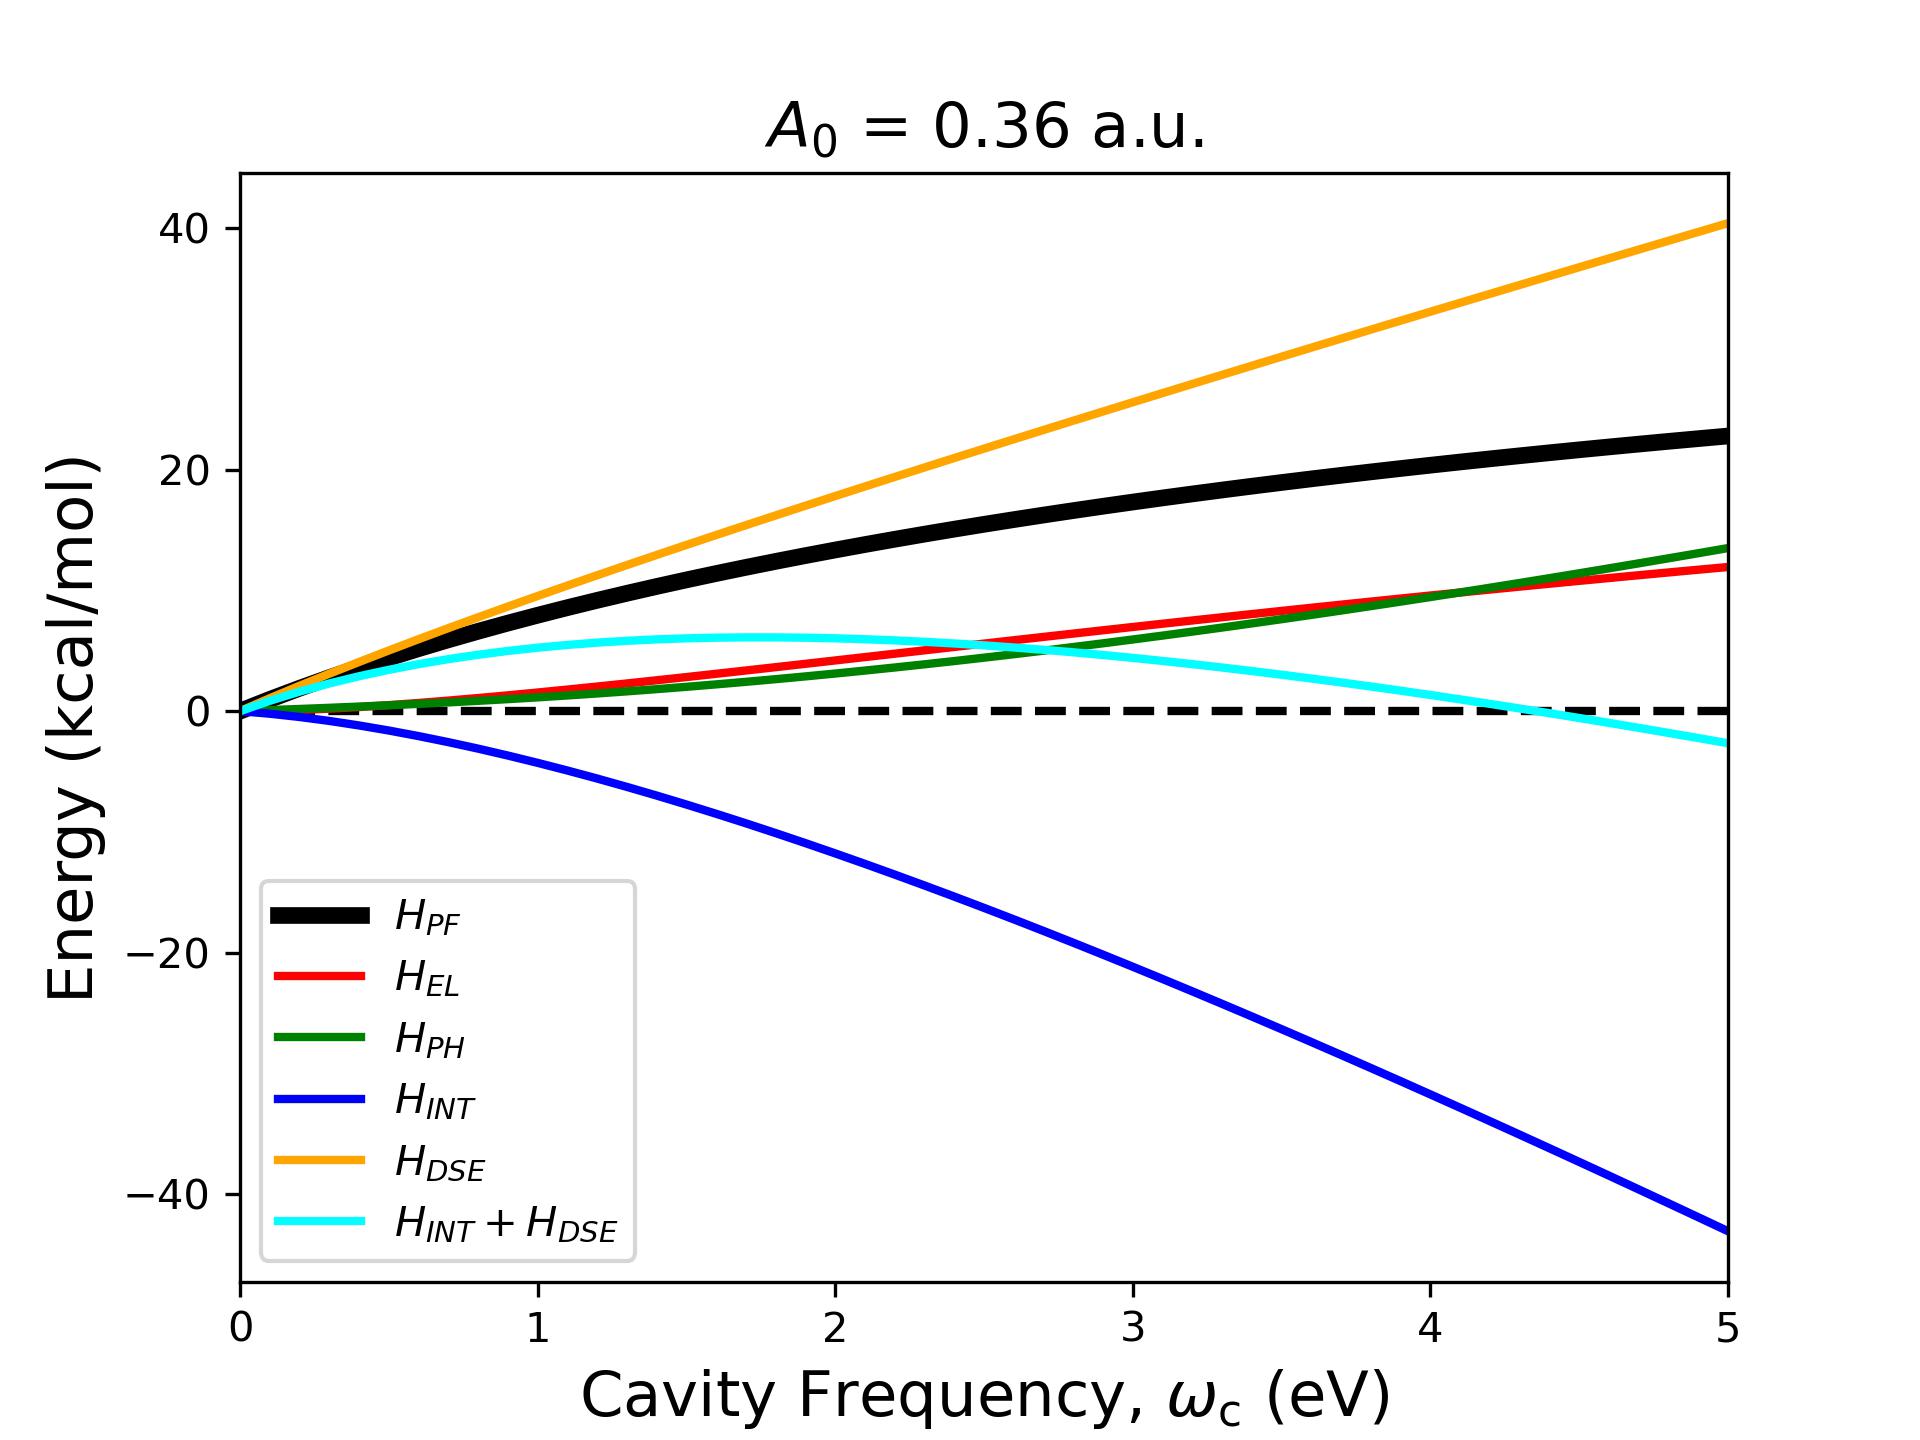 A₀ = 0.36 a.u.
Energy (kcal/mol)
40
20
0
−20
−40
H_PF
H_EL
H_PH
H_INT
H_DSE
H_INT + H_DSE
0 1 2 3 4 5
Cavity Frequency, ω_c (eV)